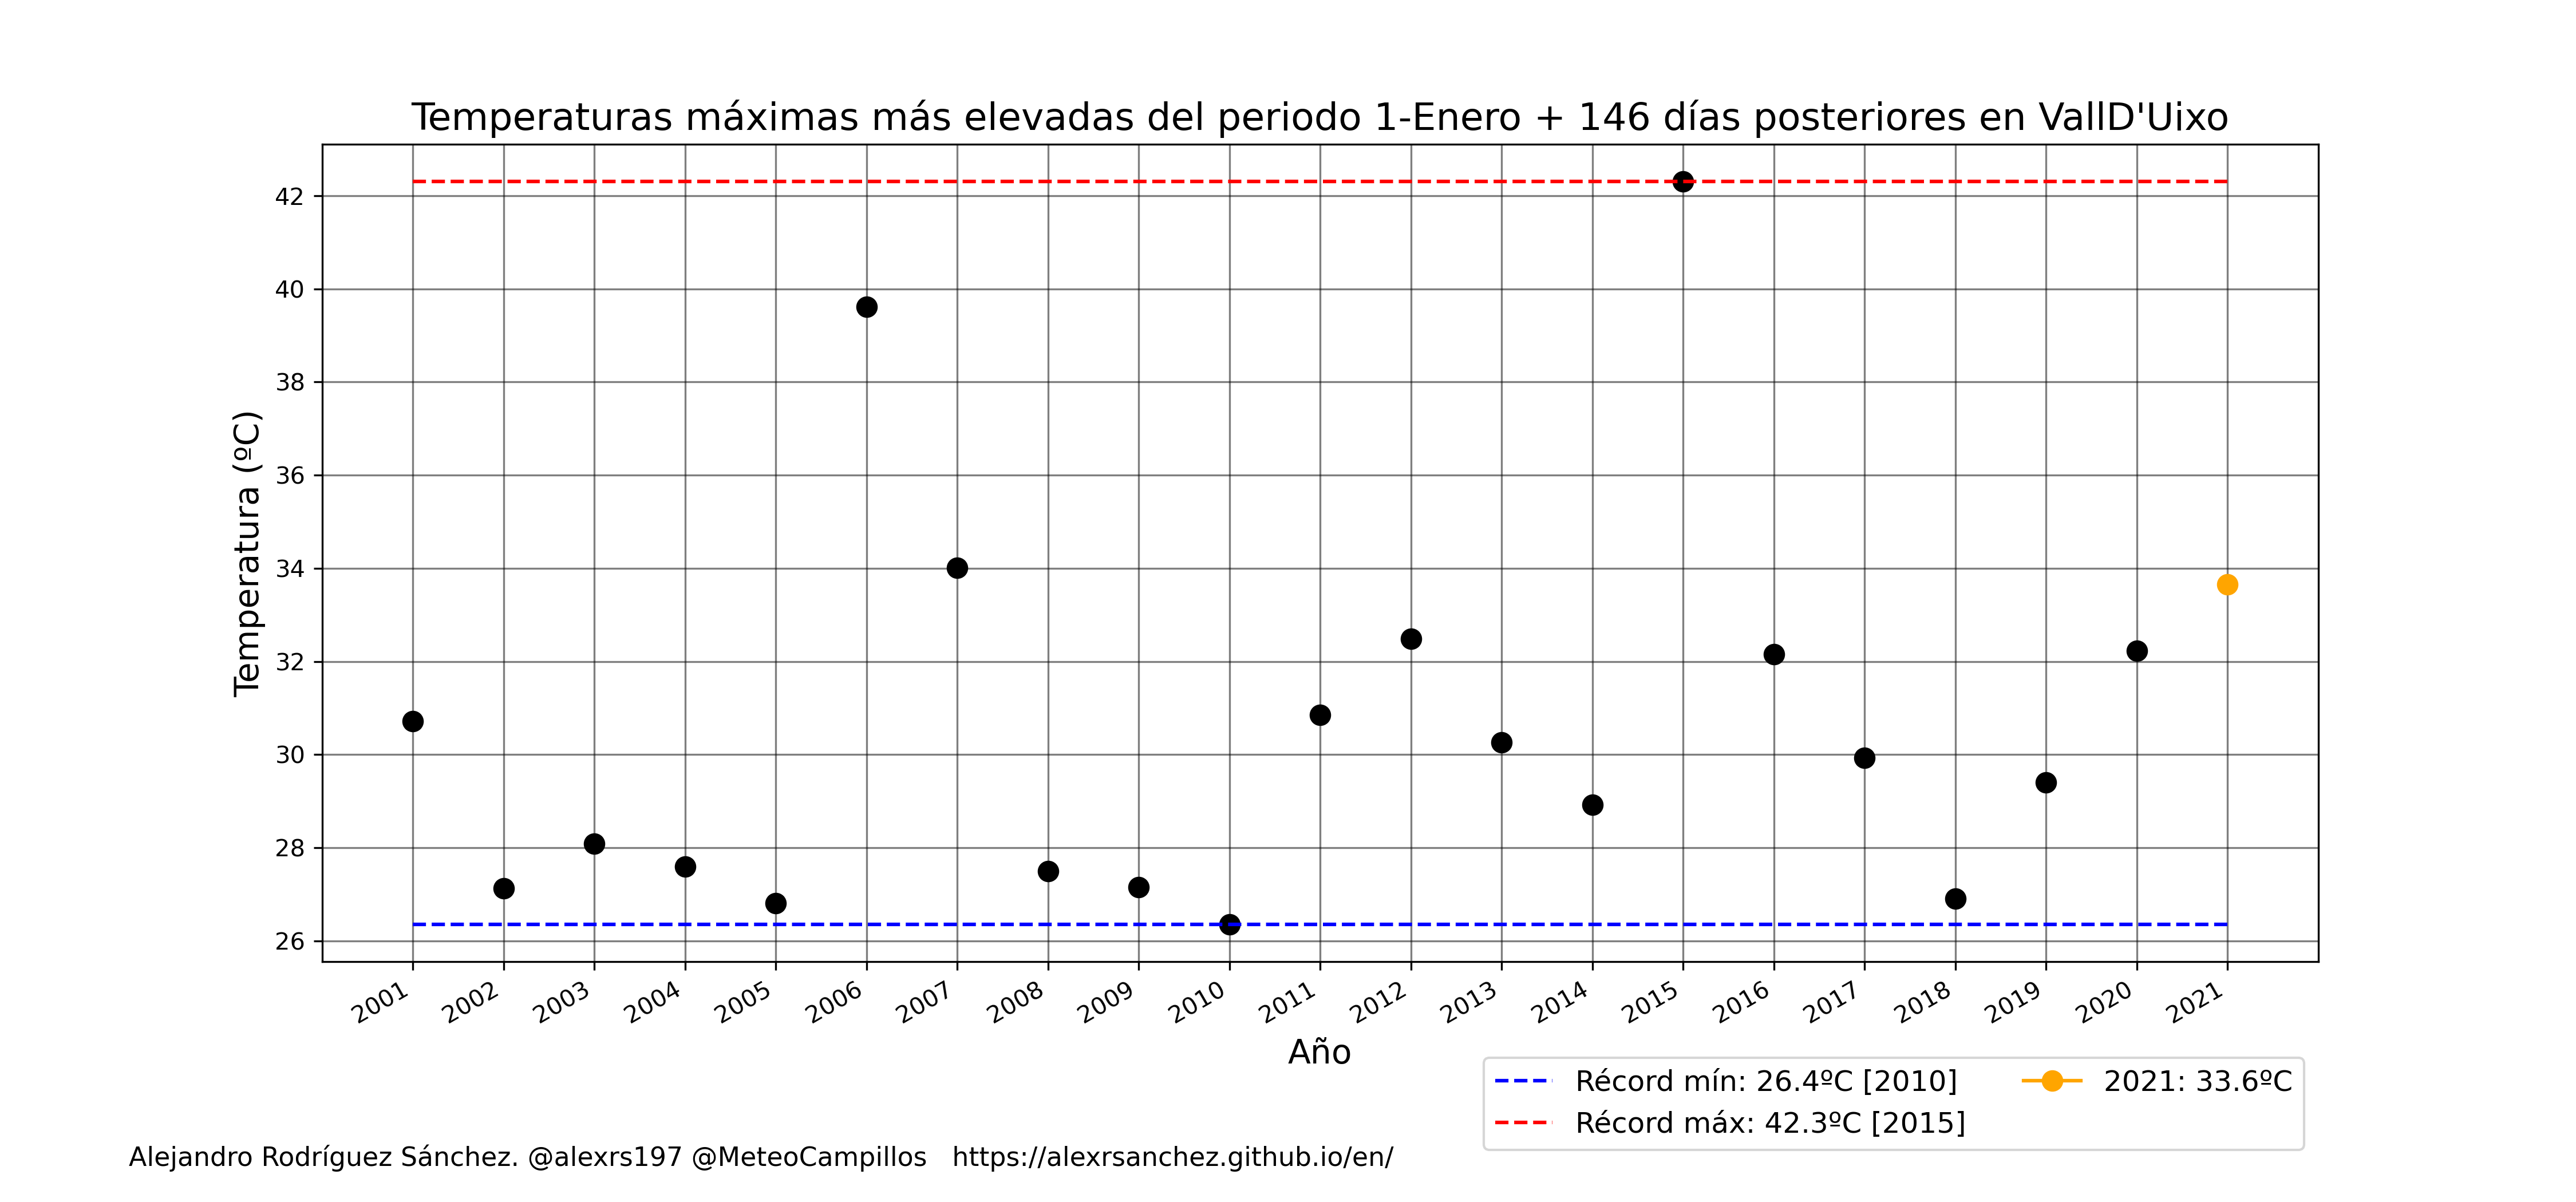 Temperaturas máximas más elevadas del periodo 1-Enero + 146 días posteriores en VallD'Uixo
Temperatura (ºC)
42
40
38
36
34
32
30
28
26
2001 2002 2003 2004 2005 2006 2007 2008 2009 2010 2011 2012 2013 2014 2015 2016 2017 2018 2019 2020 2021
Año
Récord mín: 26.4ºC [2010]
Récord máx: 42.3ºC [2015]
2021: 33.6ºC
Alejandro Rodríguez Sánchez. @alexrs197 @MeteoCampillos https://alexrsanchez.github.io/en/